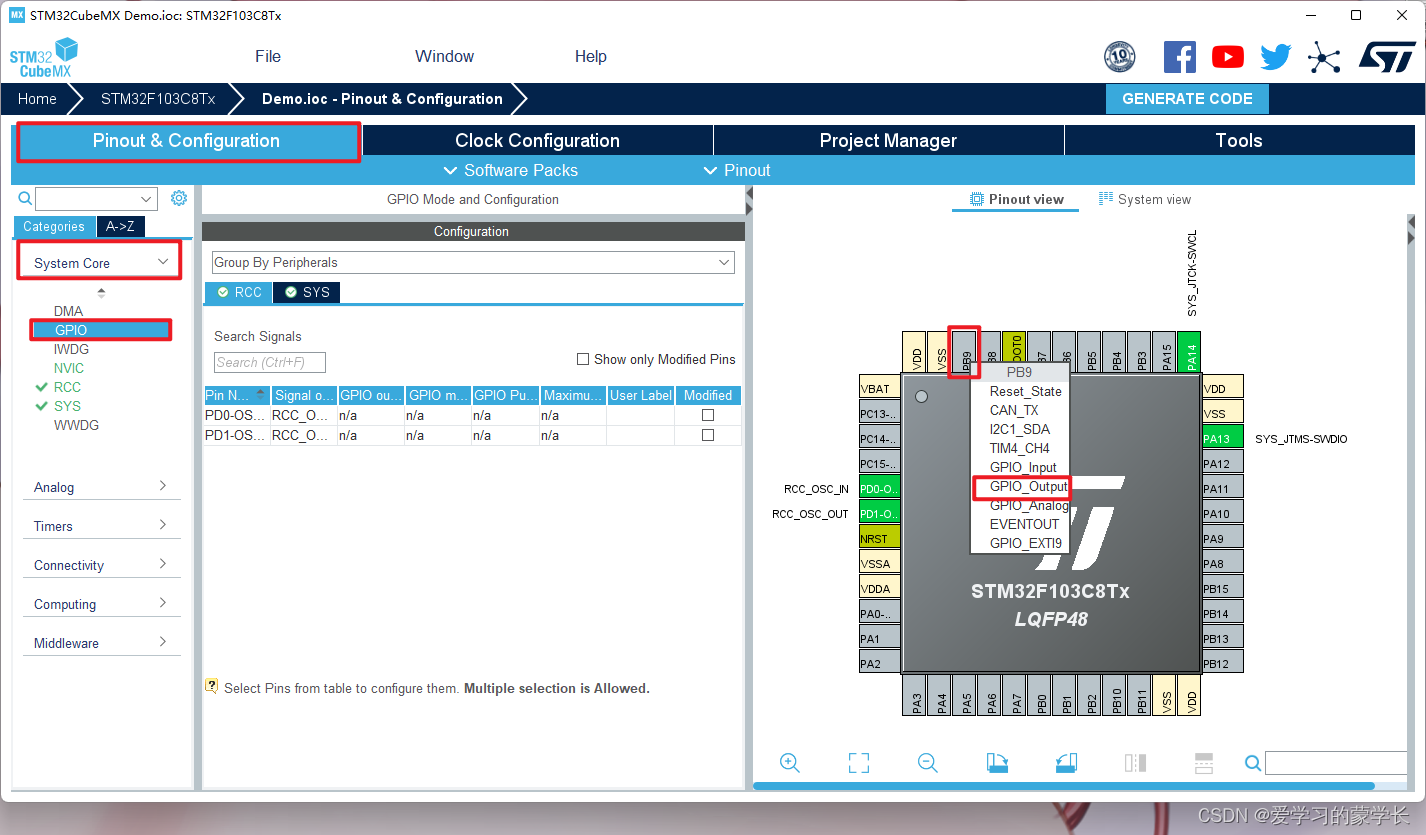 MX STM32CubeMX Demo.ioc: STM32F103C8Tx
STM32
CubeMX
File
Window
Help
10
Home
STM32F103C8Tx
Demo.ioc - Pinout & Configuration
GENERATE CODE
Pinout & Configuration
Clock Configuration
Project Manager
Tools
Software Packs
Pinout
Categories
A->Z
System Core
DMA
GPIO
IWDG
NVIC
RCC
SYS
WWDG
Analog
Timers
Connectivity
Computing
Middleware
GPIO Mode and Configuration
Configuration
Group By Peripherals
RCC
SYS
Search Signals
Search (Ctrl+F)
Show only Modified Pins
Pin N...
Signal o...
GPIO ou...
GPIO m...
GPIO Pu...
Maximu...
User Label
Modified
PD0-OS... RCC_O... n/a n/a n/a n/a
PD1-OS... RCC_O... n/a n/a n/a n/a
Select Pins from table to configure them. Multiple selection is Allowed.
Pinout view
System view
SYS_JTCK-SWCL
VDD
VSS
PB9
PB5
PB4
PB3
PA15
PA14
PB9
Reset_State
CAN_TX
I2C1_SDA
TIM4_CH4
GPIO_Input
GPIO_Output
GPIO_Analog
EVENTOUT
GPIO_EXTI9
VBAT
PC13-..
PC14-..
PC15-..
RCC_OSC_IN PD0-O..
RCC_OSC_OUT PD1-O..
NRST
VSSA
VDDA
PA0-..
PA1
PA2
VDD
VSS
PA13 SYS_JTMS-SWDIO
PA12
PA11
PA10
PA9
PA8
PB15
PB14
PB13
PB12
STM32F103C8Tx
LQFP48
PA3
PA4
PA5
PA6
PA7
PB0
PB1
PB2
PB10
PB11
VSS
VDD
CSDN @爱学习的蒙学长